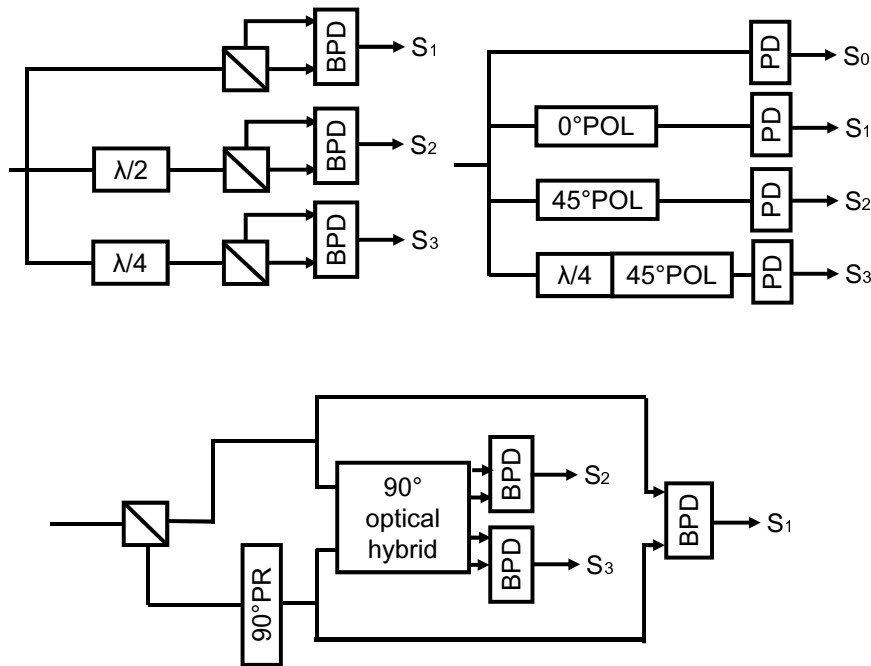 BPD
S1
λ/2
BPD
S2
λ/4
BPD
S3
PD
S0
0°POL
PD
S1
45°POL
PD
S2
λ/4
45°POL
PD
S3
90°
optical
hybrid
BPD
S2
BPD
S3
90°PR
BPD
S1